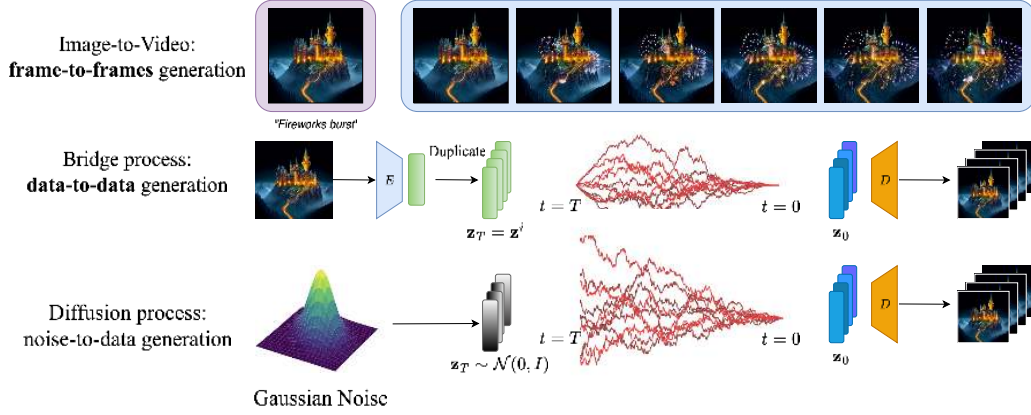 Image-to-Video:
frame-to-frames generation
"Fireworks burst'
Bridge process:
data-to-data generation
E
Duplicate
z_T = z^i
t = T
t = 0
z_0
D
Diffusion process:
noise-to-data generation
Gaussian Noise
z_T ∼ 𝒩(0, I)
t = T
t = 0
z_0
D